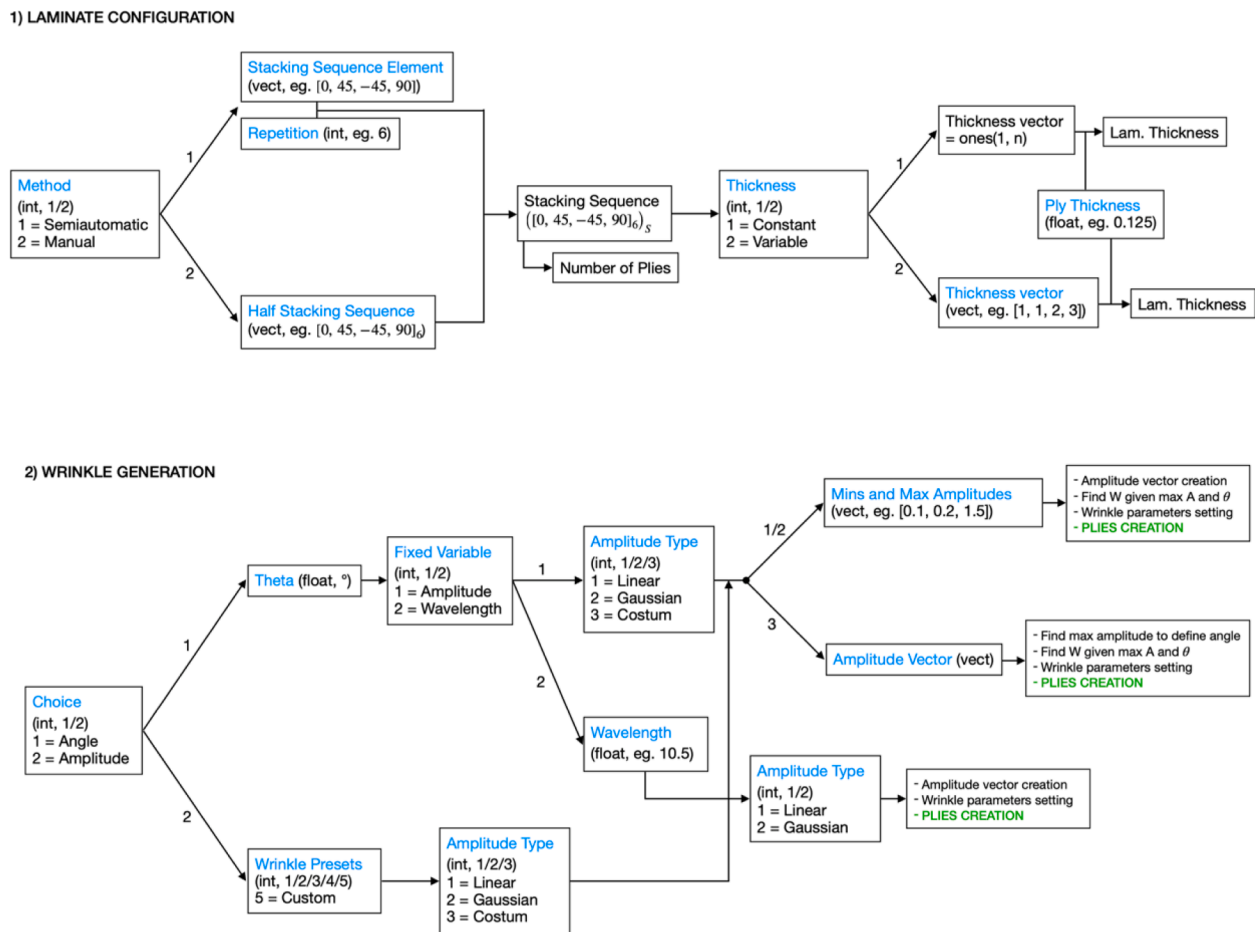 1) LAMINATE CONFIGURATION
Stacking Sequence Element
(vect, eg. [0, 45, −45, 90])
Repetition (int, eg. 6)
1
Method
(int, 1/2)
1 = Semiautomatic
2 = Manual
2
Half Stacking Sequence
(vect, eg. [0, 45, −45, 90]₆)
Stacking Sequence
([0, 45, −45, 90]₆)ₛ
Number of Plies
Thickness
(int, 1/2)
1 = Constant
2 = Variable
1
2
Thickness vector
= ones(1, n)
Lam. Thickness
Ply Thickness
(float, eg. 0.125)
Thickness vector
(vect, eg. [1, 1, 2, 3])
Lam. Thickness
2) WRINKLE GENERATION
Choice
(int, 1/2)
1 = Angle
2 = Amplitude
1
2
Theta (float, °)
Fixed Variable
(int, 1/2)
1 = Amplitude
2 = Wavelength
1
2
Amplitude Type
(int, 1/2/3)
1 = Linear
2 = Gaussian
3 = Costum
1/2
3
Mins and Max Amplitudes
(vect, eg. [0.1, 0.2, 1.5])
- Amplitude vector creation
- Find W given max A and θ
- Wrinkle parameters setting
- PLIES CREATION
Amplitude Vector (vect)
- Find max amplitude to define angle
- Find W given max A and θ
- Wrinkle parameters setting
- PLIES CREATION
Wavelength
(float, eg. 10.5)
Amplitude Type
(int, 1/2)
1 = Linear
2 = Gaussian
- Amplitude vector creation
- Wrinkle parameters setting
- PLIES CREATION
Wrinkle Presets
(int, 1/2/3/4/5)
5 = Custom
Amplitude Type
(int, 1/2/3)
1 = Linear
2 = Gaussian
3 = Costum